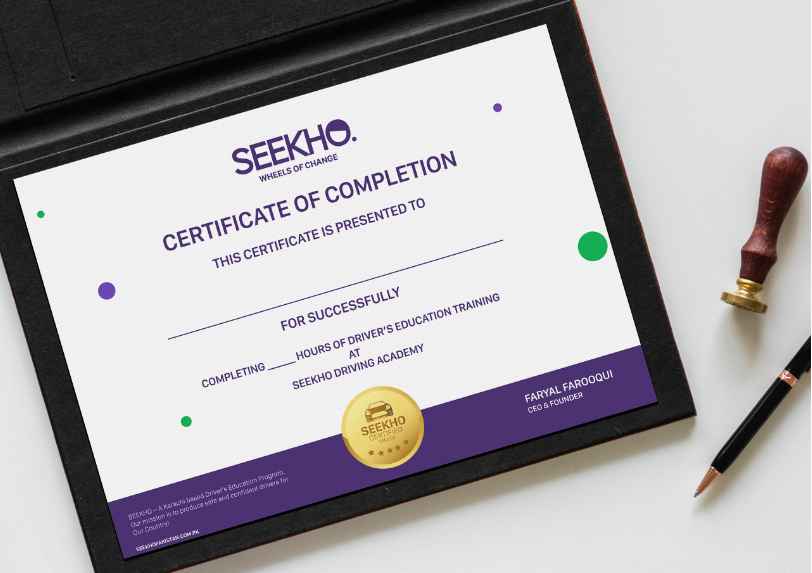 SEEKHO.
WHEELS OF CHANGE
CERTIFICATE OF COMPLETION
THIS CERTIFICATE IS PRESENTED TO
FOR SUCCESSFULLY
COMPLETING _____ HOURS OF DRIVER'S EDUCATION TRAINING
AT
SEEKHO DRIVING ACADEMY
SEEKHO
CERTIFIED
FARYAL FAROOQUI
CEO & FOUNDER
SEEKHO — A Karachi based Driver's Education Program.
Our mission is to produce safe and confident drivers for
Our Country!
SEEKHOPAKISTAN.COM.PK